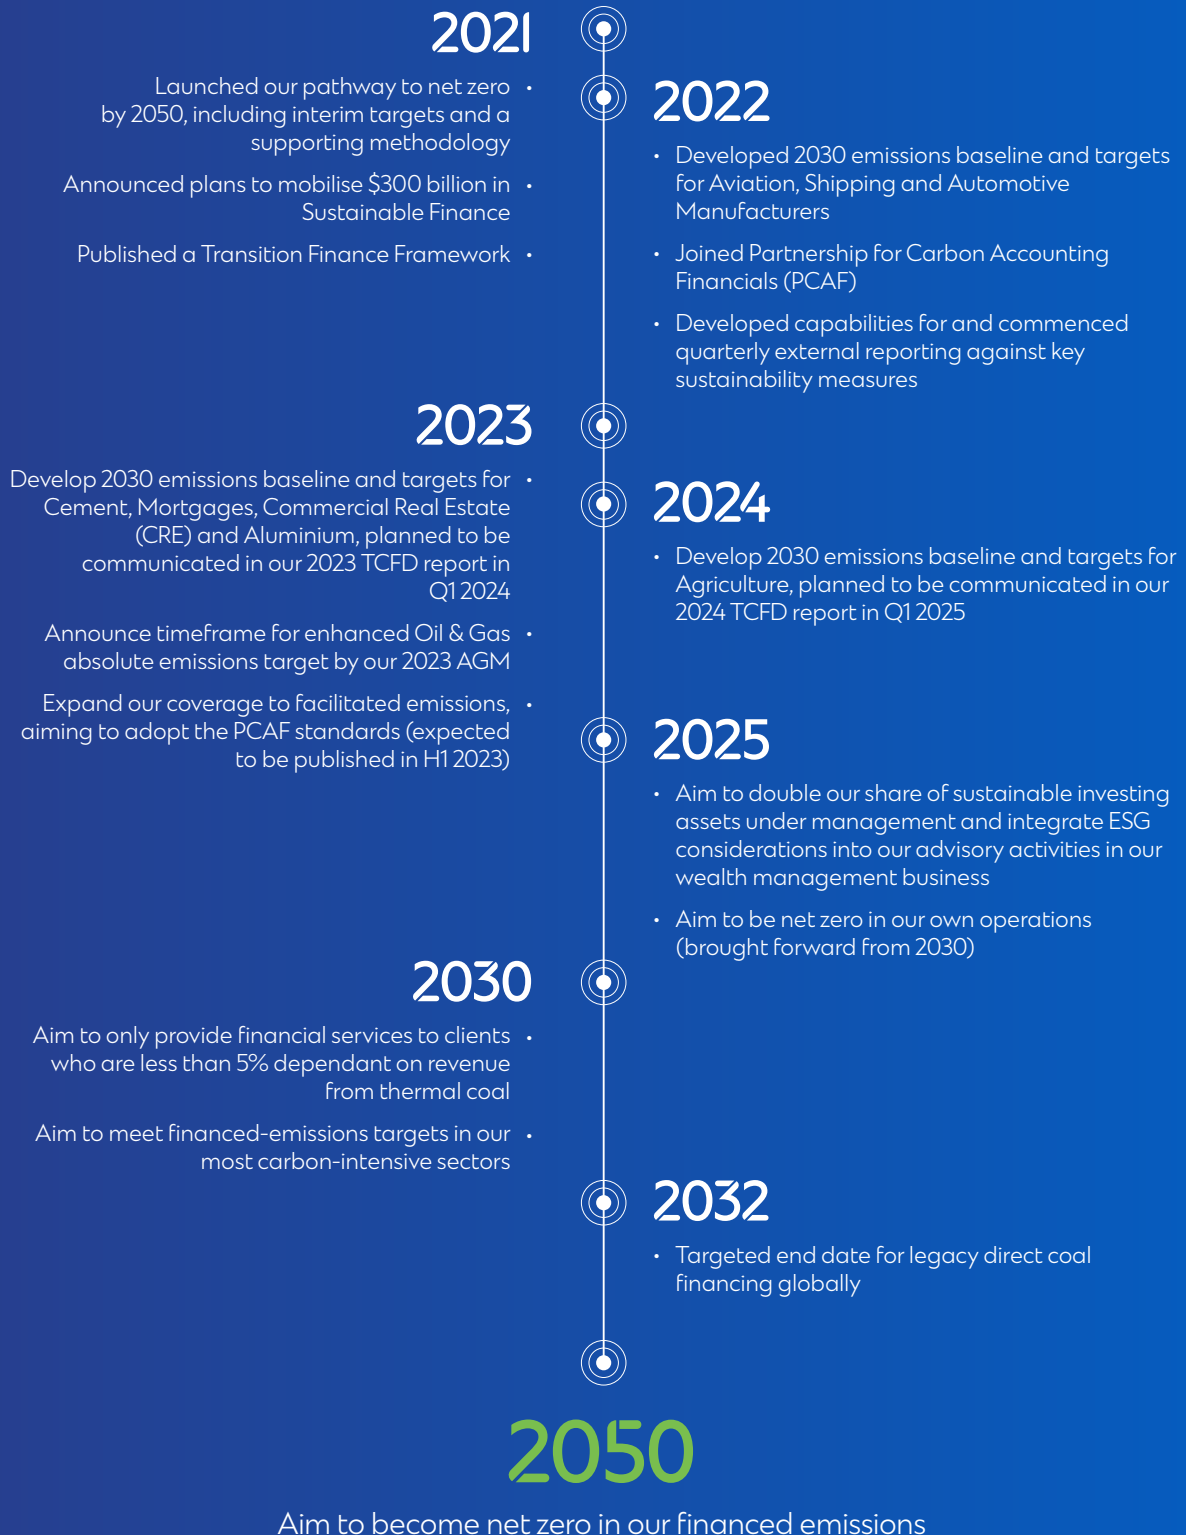 2021
Launched our pathway to net zero •
by 2050, including interim targets and a
supporting methodology
Announced plans to mobilise $300 billion in •
Sustainable Finance
Published a Transition Finance Framework •
2022
• Developed 2030 emissions baseline and targets
for Aviation, Shipping and Automotive
Manufacturers
• Joined Partnership for Carbon Accounting
Financials (PCAF)
• Developed capabilities for and commenced
quarterly external reporting against key
sustainability measures
2023
Develop 2030 emissions baseline and targets for •
Cement, Mortgages, Commercial Real Estate
(CRE) and Aluminium, planned to be
communicated in our 2023 TCFD report in
Q1 2024
Announce timeframe for enhanced Oil & Gas •
absolute emissions target by our 2023 AGM
Expand our coverage to facilitated emissions, •
aiming to adopt the PCAF standards (expected
to be published in H1 2023)
2024
• Develop 2030 emissions baseline and targets for
Agriculture, planned to be communicated in our
2024 TCFD report in Q1 2025
2025
• Aim to double our share of sustainable investing
assets under management and integrate ESG
considerations into our advisory activities in our
wealth management business
• Aim to be net zero in our own operations
(brought forward from 2030)
2030
Aim to only provide financial services to clients •
who are less than 5% dependant on revenue
from thermal coal
Aim to meet financed-emissions targets in our •
most carbon-intensive sectors
2032
• Targeted end date for legacy direct coal
financing globally
2050
Aim to become net zero in our financed emissions